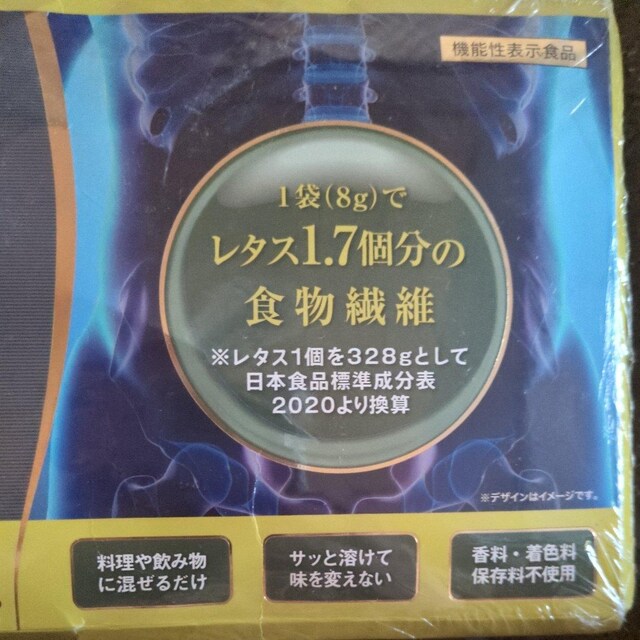 機能性表示食品
1袋(8g)で
レタス1.7個分の
食物繊維
※レタス1個を328gとして
日本食品標準成分表
2020より換算
※デザインはイメージです。
料理や飲み物
に混ぜるだけ
サッと溶けて
味を変えない
香料・着色料
保存料不使用